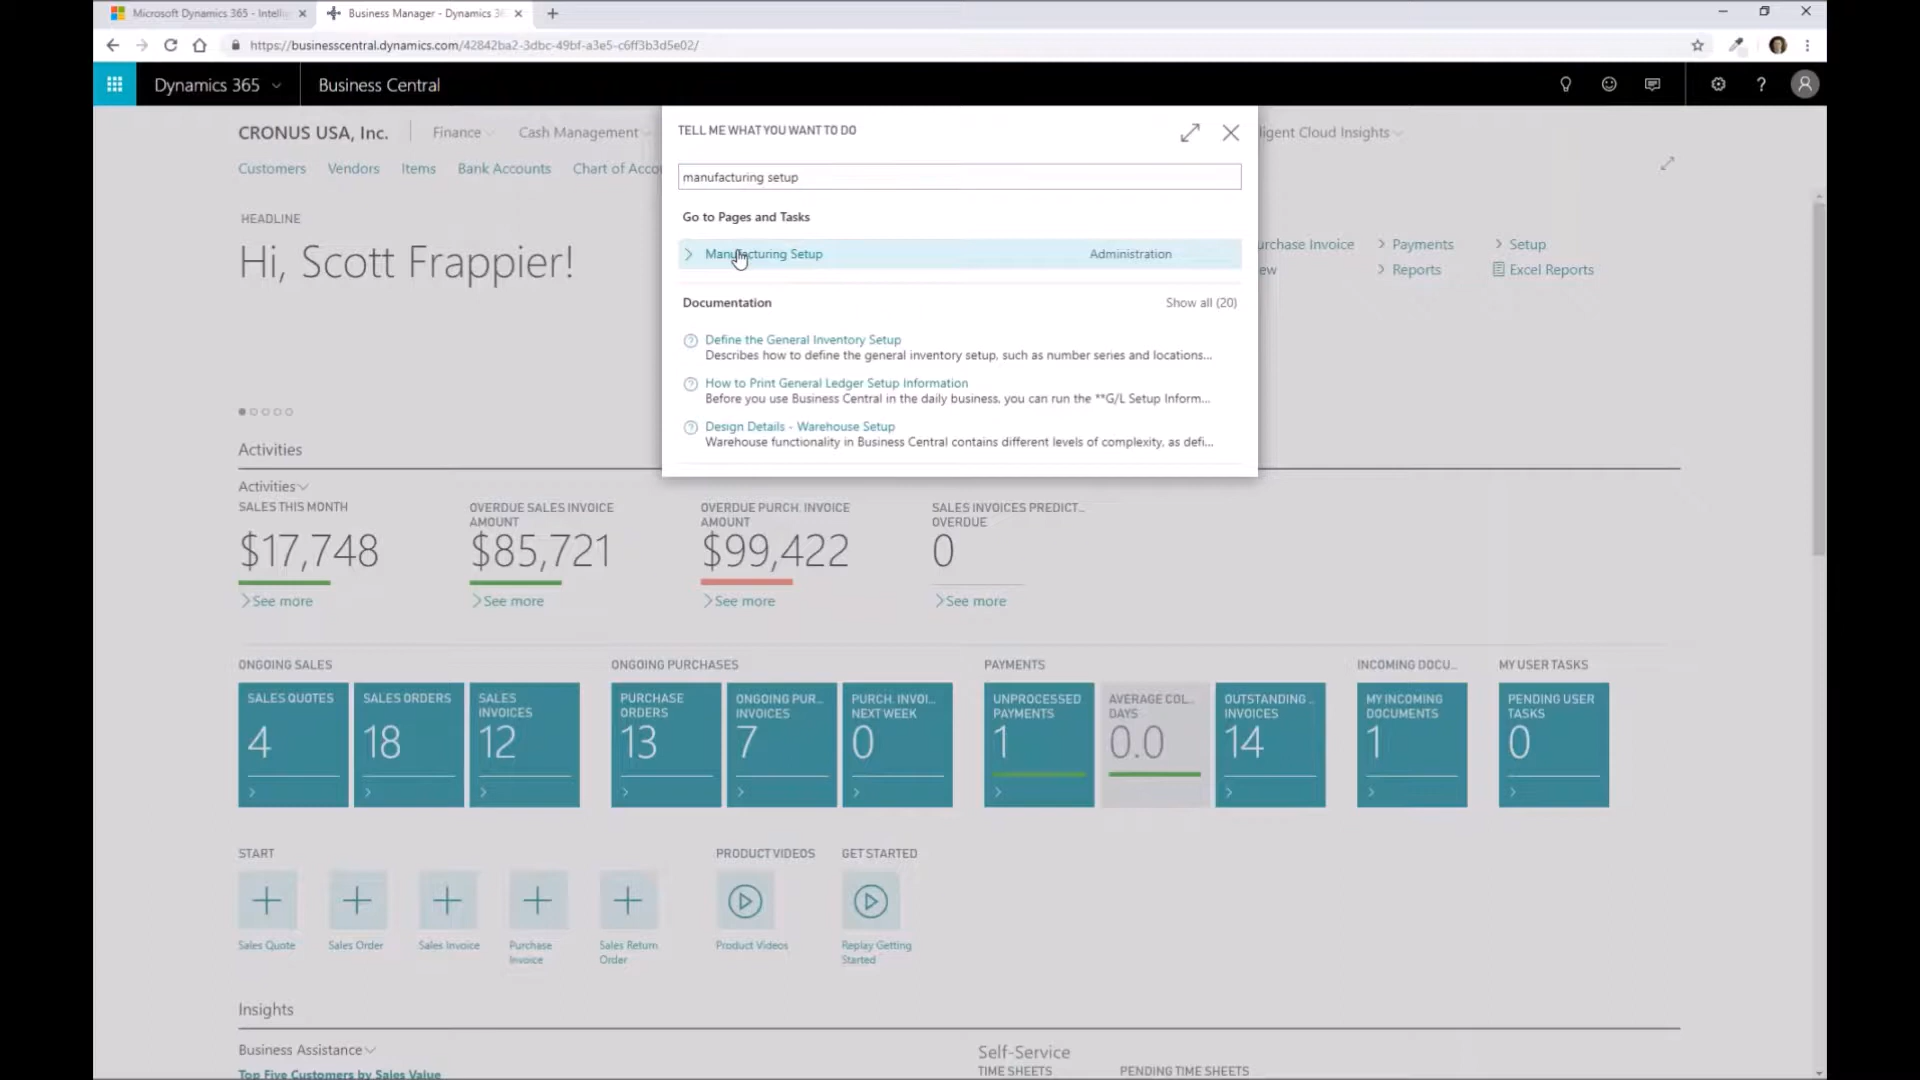 Microsoft Dynamics 365 - Intelli
Business Manager - Dynamics 36
https://businesscentral.dynamics.com/42842ba2-3dbc-49bf-a3e5-c6ff3b3d5e02/
Dynamics 365
Business Central
CRONUS USA, Inc.
Finance
Cash Management
ligent Cloud Insights
Customers
Vendors
Items
Bank Accounts
Chart of Acco
TELL ME WHAT YOU WANT TO DO
manufacturing setup
Go to Pages and Tasks
Manufacturing Setup
Administration
Documentation
Show all (20)
Define the General Inventory Setup
Describes how to define the general inventory setup, such as number series and locations...
How to Print General Ledger Setup Information
Before you use Business Central in the daily business, you can run the **G/L Setup Inform...
Design Details - Warehouse Setup
Warehouse functionality in Business Central contains different levels of complexity, as defi...
HEADLINE
Hi, Scott Frappier!
urchase Invoice
Payments
Setup
ew
Reports
Excel Reports
Activities
Activities
SALES THIS MONTH
$17,748
See more
OVERDUE SALES INVOICE
AMOUNT
$85,721
See more
OVERDUE PURCH. INVOICE
AMOUNT
$99,422
See more
SALES INVOICES PREDICT...
OVERDUE
0
See more
ONGOING SALES
SALES QUOTES
4
SALES ORDERS
18
SALES
INVOICES
12
ONGOING PURCHASES
PURCHASE
ORDERS
13
ONGOING PUR...
INVOICES
7
PURCH. INVOI...
NEXT WEEK
0
PAYMENTS
UNPROCESSED
PAYMENTS
1
AVERAGE COL...
DAYS
0.0
OUTSTANDING ...
INVOICES
14
INCOMING DOCU...
MY INCOMING
DOCUMENTS
1
MY USER TASKS
PENDING USER
TASKS
0
START
Sales Quote
Sales Order
Sales Invoice
Purchase
Invoice
Sales Return
Order
PRODUCT VIDEOS
Product Videos
GET STARTED
Replay Getting
Started
Insights
Business Assistance
Top Five Customers by Sales Value
Self-Service
TIME SHEETS
PENDING TIME SHEETS